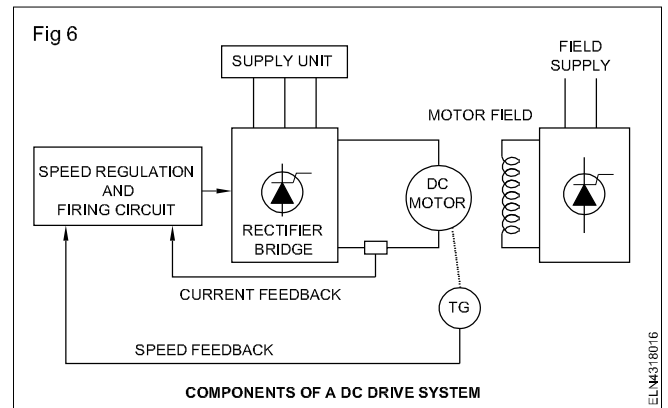 Fig 6
SUPPLY UNIT
FIELD
SUPPLY
MOTOR FIELD
SPEED REGULATION
AND
FIRING CIRCUIT
DC
MOTOR
RECTIFIER
BRIDGE
CURRENT FEEDBACK
TG
SPEED FEEDBACK
COMPONENTS OF A DC DRIVE SYSTEM
ELN4318016